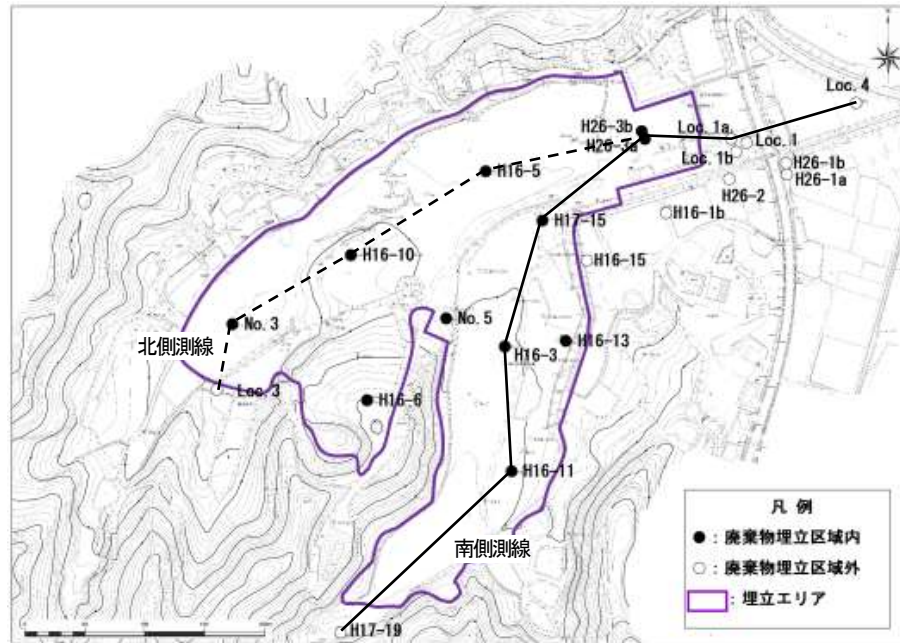 Loc. 4
H26-3b
Loc. 1a
Loc. 1
H26-3a
Loc. 1b
H26-1b
H16-5
H26-1a
H26-2
H17-15
H16-1b
H16-10
H16-15
No. 3
No. 5
北側測線
H16-3
H16-13
Loc. 3
H16-6
H16-11
凡 例
●：廃棄物埋立区域内
南側測線
○：廃棄物埋立区域外
：埋立エリア
H17-19